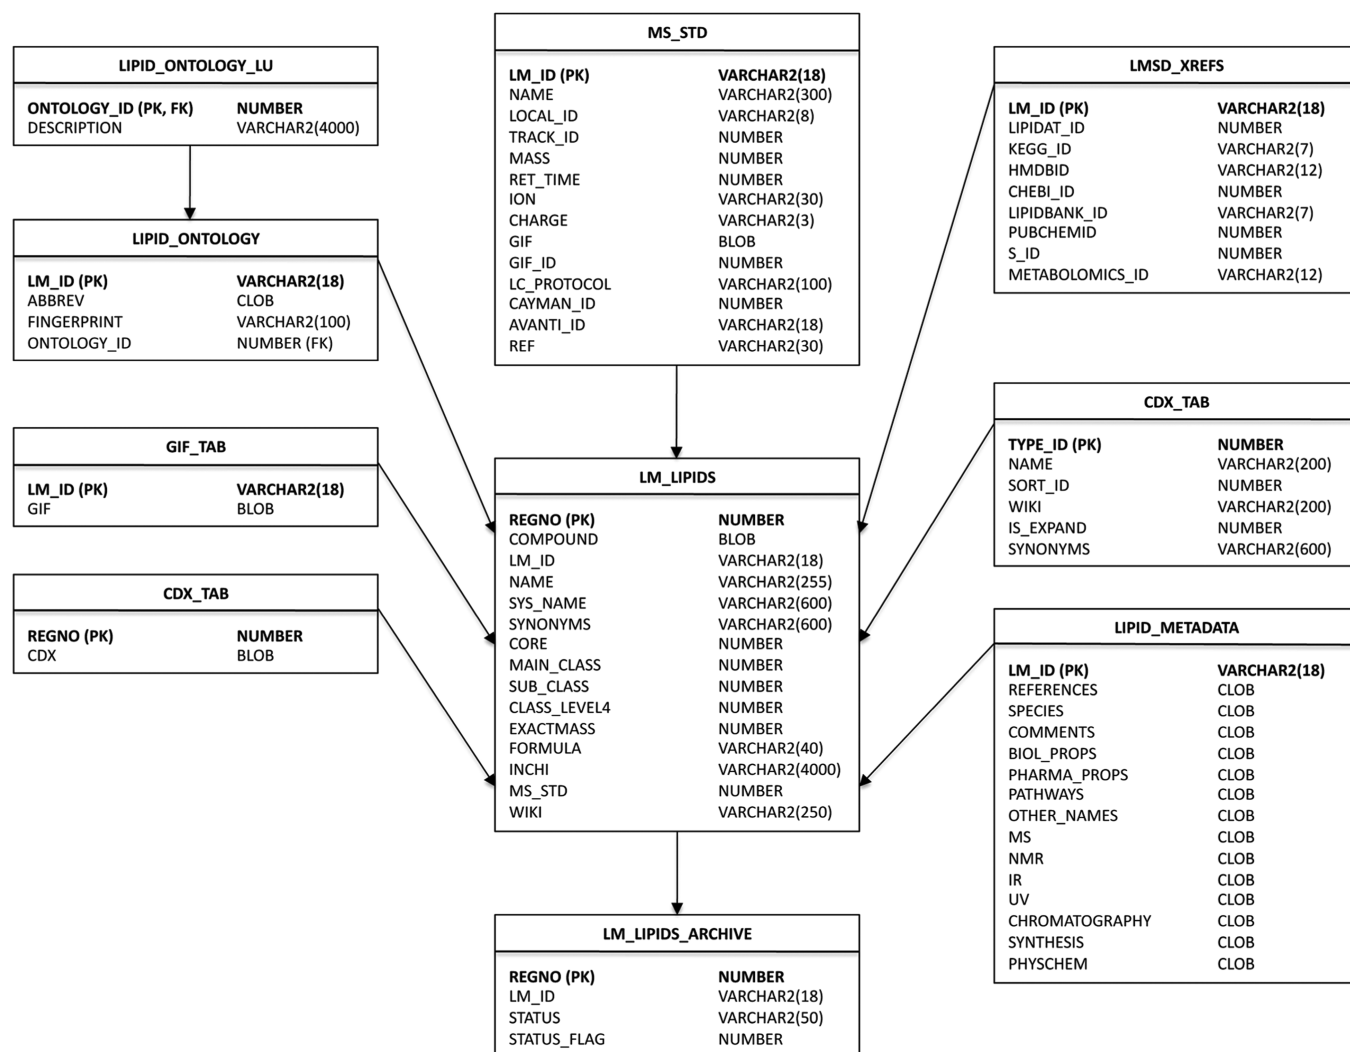 LIPID_ONTOLOGY_LU
ONTOLOGY_ID (PK, FK) NUMBER
DESCRIPTION VARCHAR2(4000)
LIPID_ONTOLOGY
LM_ID (PK) VARCHAR2(18)
ABBREV CLOB
FINGERPRINT VARCHAR2(100)
ONTOLOGY_ID NUMBER (FK)
GIF_TAB
LM_ID (PK) VARCHAR2(18)
GIF BLOB
CDX_TAB
REGNO (PK) NUMBER
CDX BLOB
MS_STD
LM_ID (PK) VARCHAR2(18)
NAME VARCHAR2(300)
LOCAL_ID VARCHAR2(8)
TRACK_ID NUMBER
MASS NUMBER
RET_TIME NUMBER
ION VARCHAR2(30)
CHARGE VARCHAR2(3)
GIF BLOB
GIF_ID NUMBER
LC_PROTOCOL VARCHAR2(100)
CAYMAN_ID NUMBER
AVANTI_ID VARCHAR2(18)
REF VARCHAR2(30)
LM_LIPIDS
REGNO (PK) NUMBER
COMPOUND BLOB
LM_ID VARCHAR2(18)
NAME VARCHAR2(255)
SYS_NAME VARCHAR2(600)
SYNONYMS VARCHAR2(600)
CORE NUMBER
MAIN_CLASS NUMBER
SUB_CLASS NUMBER
CLASS_LEVEL4 NUMBER
EXACTMASS NUMBER
FORMULA VARCHAR2(40)
INCHI VARCHAR2(4000)
MS_STD NUMBER
WIKI VARCHAR2(250)
LM_LIPIDS_ARCHIVE
REGNO (PK) NUMBER
LM_ID VARCHAR2(18)
STATUS VARCHAR2(50)
STATUS_FLAG NUMBER
LMSD_XREFS
LM_ID (PK) VARCHAR2(18)
LIPIDAT_ID NUMBER
KEGG_ID VARCHAR2(7)
HMDBID VARCHAR2(12)
CHEBI_ID NUMBER
LIPIDBANK_ID VARCHAR2(7)
PUBCHEMID NUMBER
S_ID NUMBER
METABOLOMICS_ID VARCHAR2(12)
CDX_TAB
TYPE_ID (PK) NUMBER
NAME VARCHAR2(200)
SORT_ID NUMBER
WIKI VARCHAR2(200)
IS_EXPAND NUMBER
SYNONYMS VARCHAR2(600)
LIPID_METADATA
LM_ID (PK) VARCHAR2(18)
REFERENCES CLOB
SPECIES CLOB
COMMENTS CLOB
BIOL_PROPS CLOB
PHARMA_PROPS CLOB
PATHWAYS CLOB
OTHER_NAMES CLOB
MS CLOB
NMR CLOB
IR CLOB
UV CLOB
CHROMATOGRAPHY CLOB
SYNTHESIS CLOB
PHYSCHEM CLOB